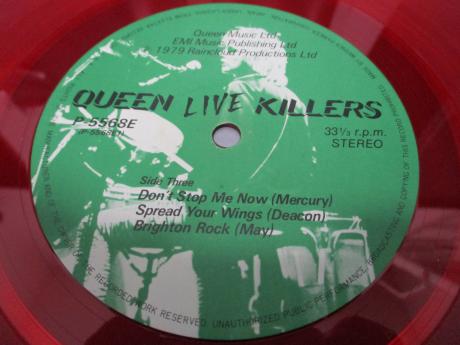 Queen Music Ltd
EMI Music Publishing Ltd
1979 Raincloud Productions Ltd
QUEEN LIVE KILLERS
P-5568E
(P-5568E1)
33⅓ r.p.m.
STEREO
Side Three
Don't Stop Me Now (Mercury)
Spread Your Wings (Deacon)
Brighton Rock (May)
RECORDED WORK RESERVED. UNAUTHORIZED PUBLIC PERFORMANCE, BROADCASTING AND COPYING OF THIS RECORD PROHIBITED